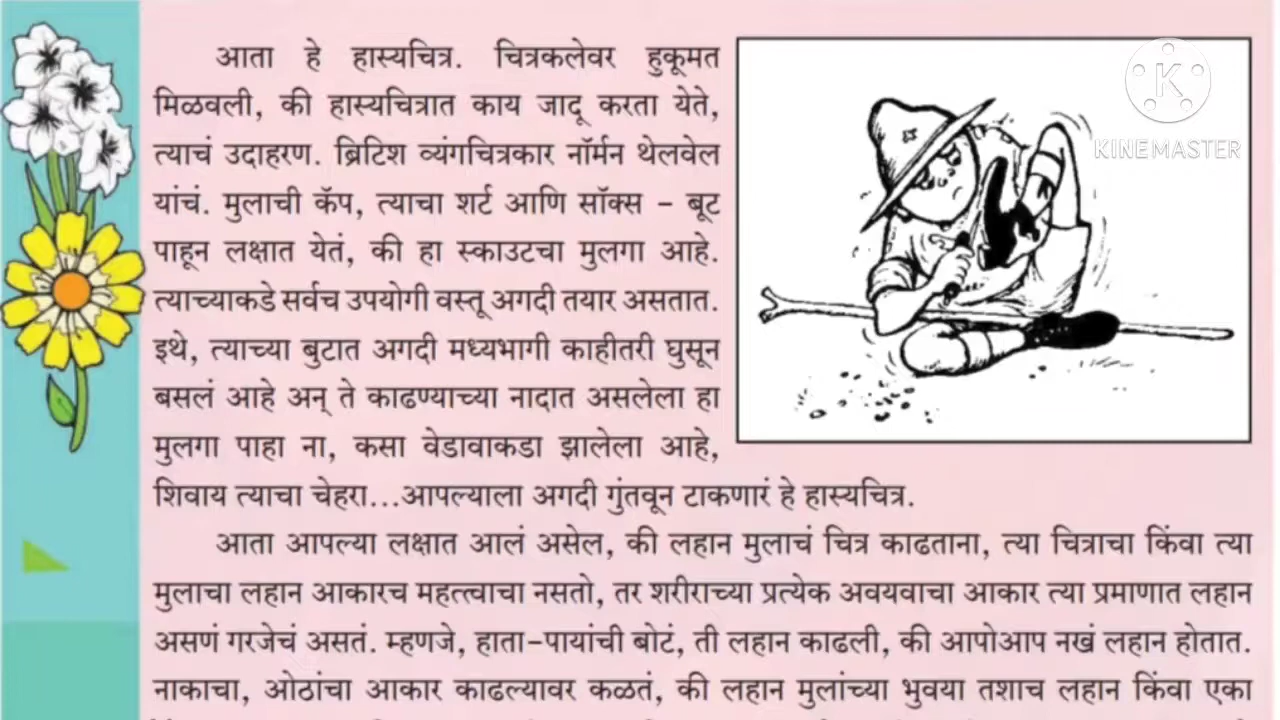 आता हे हास्यचित्र. चित्रकलेवर हुकूमत
मिळवली, की हास्यचित्रात काय जादू करता येते,
त्याचं उदाहरण. ब्रिटिश व्यंगचित्रकार नॉर्मन थेलवेल
यांचं. मुलाची कॅप, त्याचा शर्ट आणि सॉक्स - बूट
पाहून लक्षात येतं, की हा स्काउटचा मुलगा आहे.
त्याच्याकडे सर्वच उपयोगी वस्तू अगदी तयार असतात.
इथे, त्याच्या बुटात अगदी मध्यभागी काहीतरी घुसून
बसलं आहे अन् ते काढण्याच्या नादात असलेला हा
मुलगा पाहा ना, कसा वेडावाकडा झालेला आहे,
शिवाय त्याचा चेहरा...आपल्याला अगदी गुंतवून टाकणारं हे हास्यचित्र.
आता आपल्या लक्षात आलं असेल, की लहान मुलाचं चित्र काढताना, त्या चित्राचा किंवा त्या
मुलाचा लहान आकारच महत्त्वाचा नसतो, तर शरीराच्या प्रत्येक अवयवाचा आकार त्या प्रमाणात लहान
असणं गरजेचं असतं. म्हणजे, हाता-पायांची बोटं, ती लहान काढली, की आपोआप नखं लहान होतात.
नाकाचा, ओठांचा आकार काढल्यावर कळतं, की लहान मुलांच्या भुवया तशाच लहान किंवा एका
K
KINEMASTER